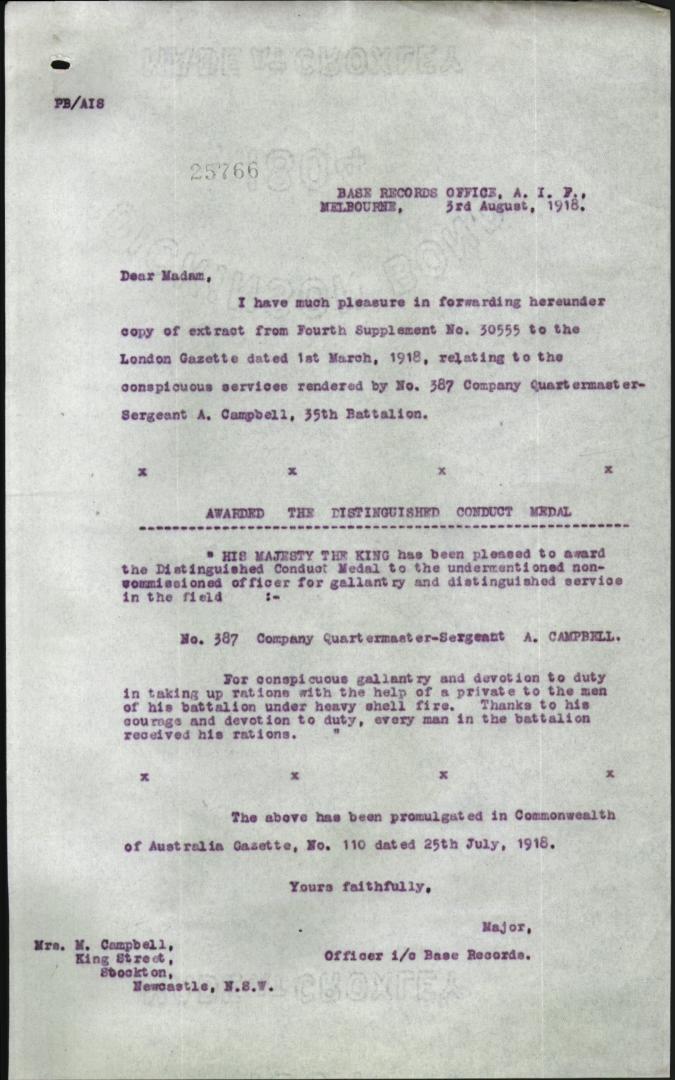 MADE IN CROXLEY
PB/AIS
25766
BASE RECORDS OFFICE, A. I. F.,
MELBOURNE, 3rd August, 1918.
Dear Madam,
I have much pleasure in forwarding hereunder
copy of extract from Fourth Supplement No. 30555 to the
London Gazette dated 1st March, 1918, relating to the
conspicuous services rendered by No. 387 Company Quartermaster-
Sergeant A. Campbell, 35th Battalion.
x x x x
AWARDED THE DISTINGUISHED CONDUCT MEDAL
" HIS MAJESTY THE KING has been pleased to award
the Distinguished Conduct Medal to the undermentioned non-
commissioned officer for gallantry and distinguished service
in the field :-
No. 387 Company Quartermaster-Sergeant A. CAMPBELL.
For conspicuous gallantry and devotion to duty
in taking up rations with the help of a private to the men
of his battalion under heavy shell fire. Thanks to his
courage and devotion to duty, every man in the battalion
received his rations. "
x x x x
The above has been promulgated in Commonwealth
of Australia Gazette, No. 110 dated 25th July, 1918.
Yours faithfully,
Major,
Officer i/c Base Records.
Mrs. M. Campbell,
King Street,
Stockton,
Newcastle, N.S.W.
CROXLEY